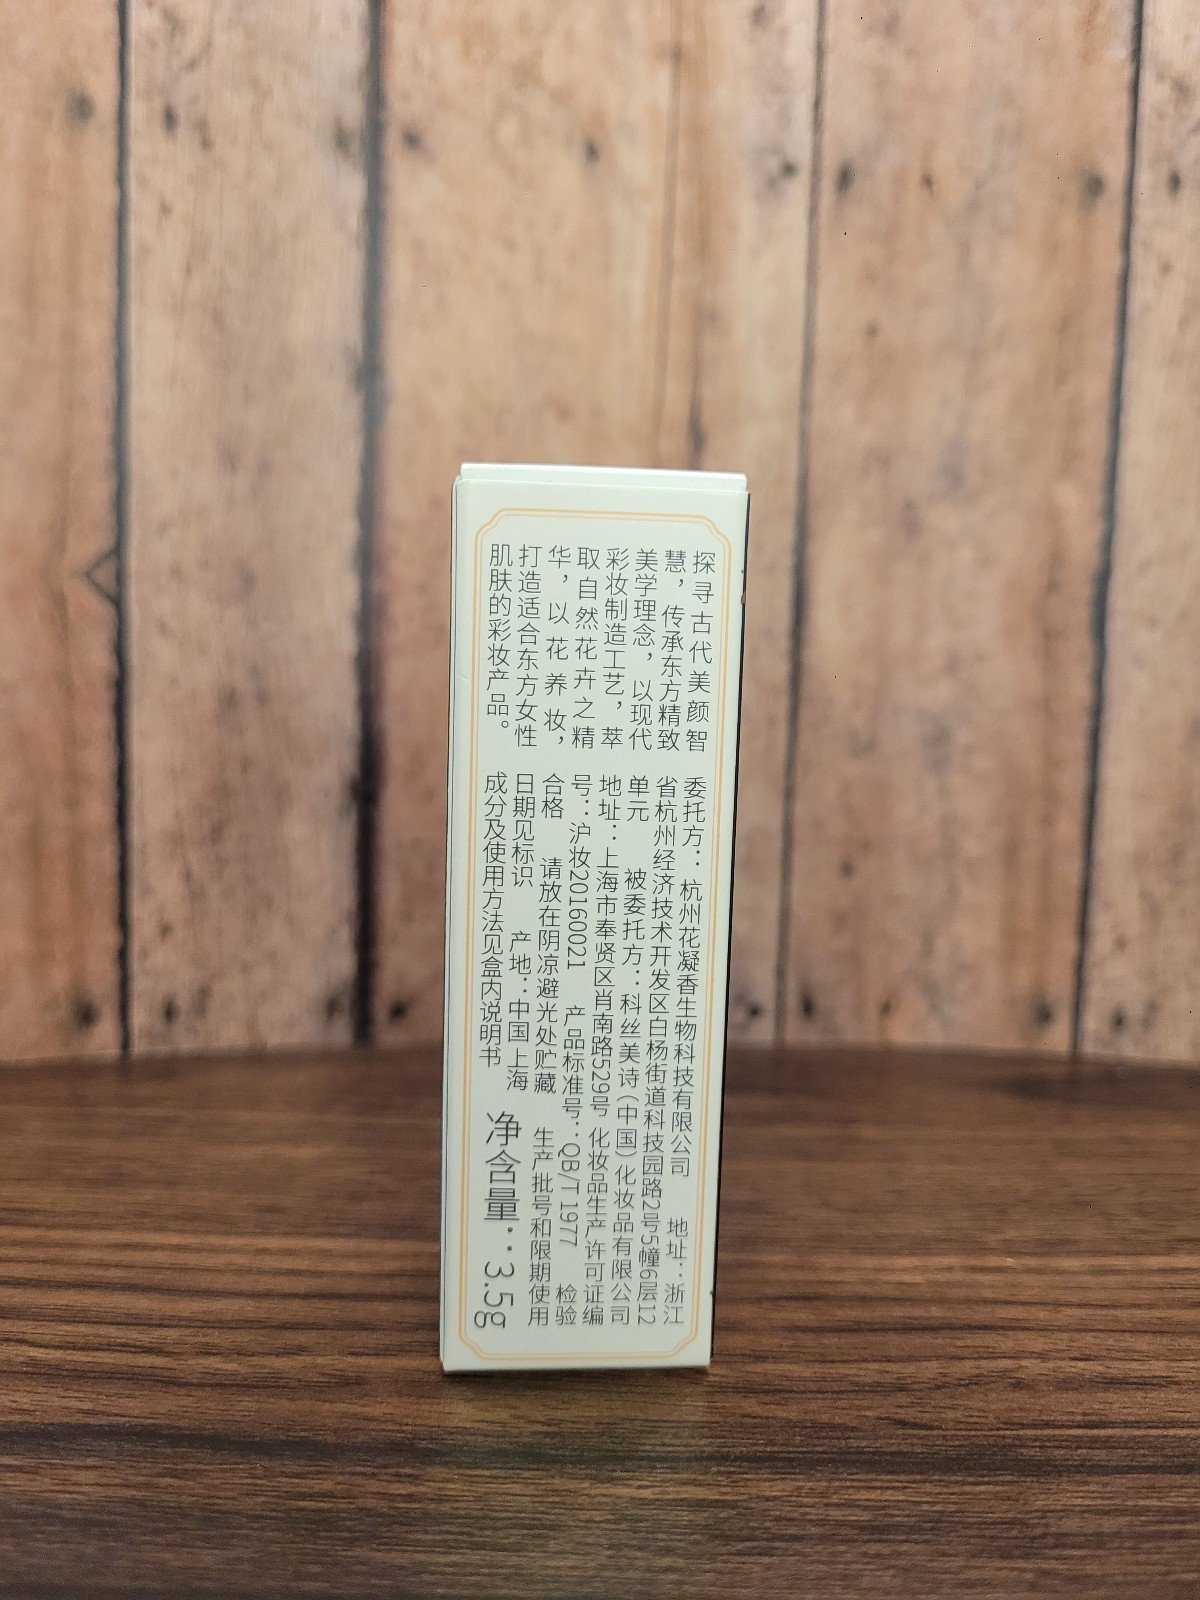 探寻古代美颜智
慧，传承东方精致
美学理念，以现代
彩妆制造工艺，萃
取自然花卉之精
华，以花养妆，
打造适合东方女性
肌肤的彩妆产品。
委托方：杭州花凝香生物科技有限公司 地址：浙江
省杭州经济技术开发区白杨街道科技园路2号5幢6层12
单元 被委托方：科丝美诗(中国)化妆品有限公司
地址：上海市奉贤区肖南路529号 化妆品生产许可证编
号：沪妆20160021 产品标准号：QB/T 1977 检验
合格 请放在阴凉避光处贮藏 生产批号和限期使用
日期见标识 产地：中国 上海
成分及使用方法见盒内说明书 净含量：3.5g